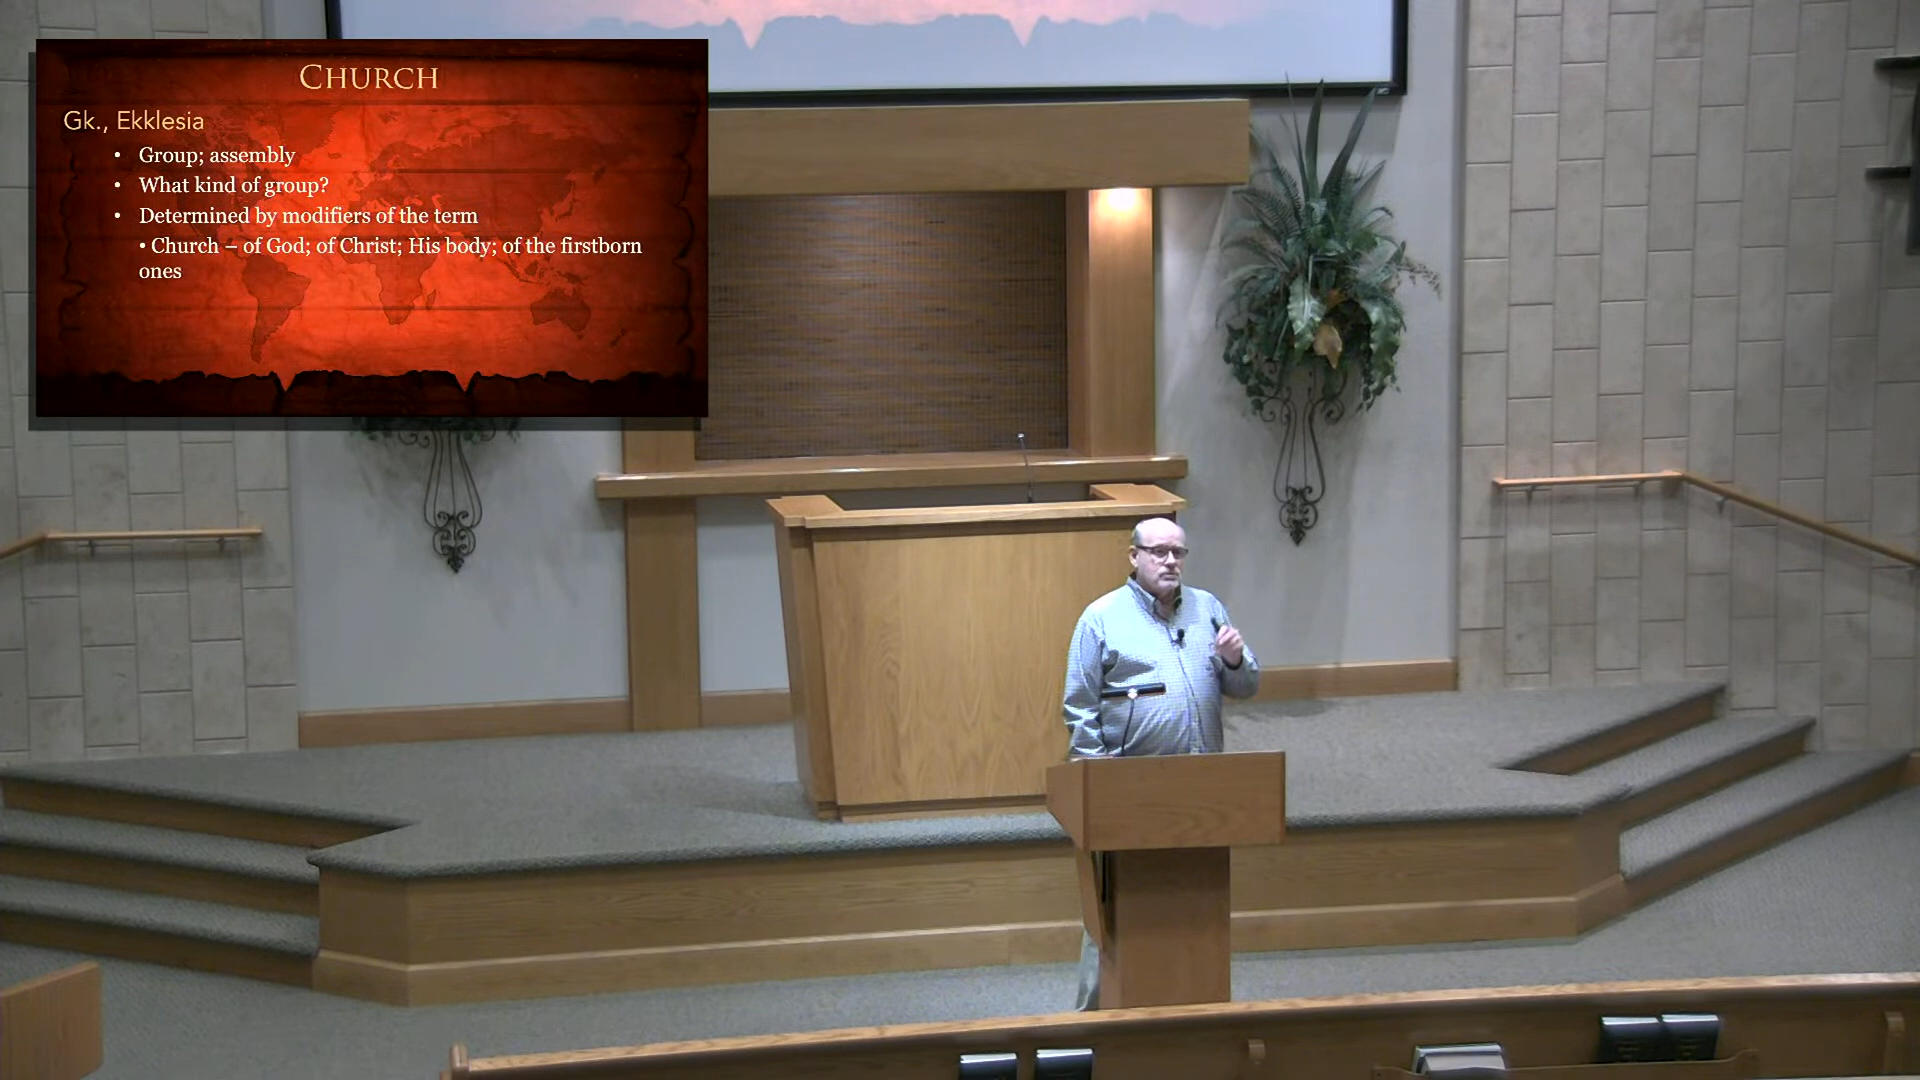 CHURCH
Gk., Ekklesia
• Group; assembly
• What kind of group?
• Determined by modifiers of the term
• Church – of God; of Christ; His body; of the firstborn
ones